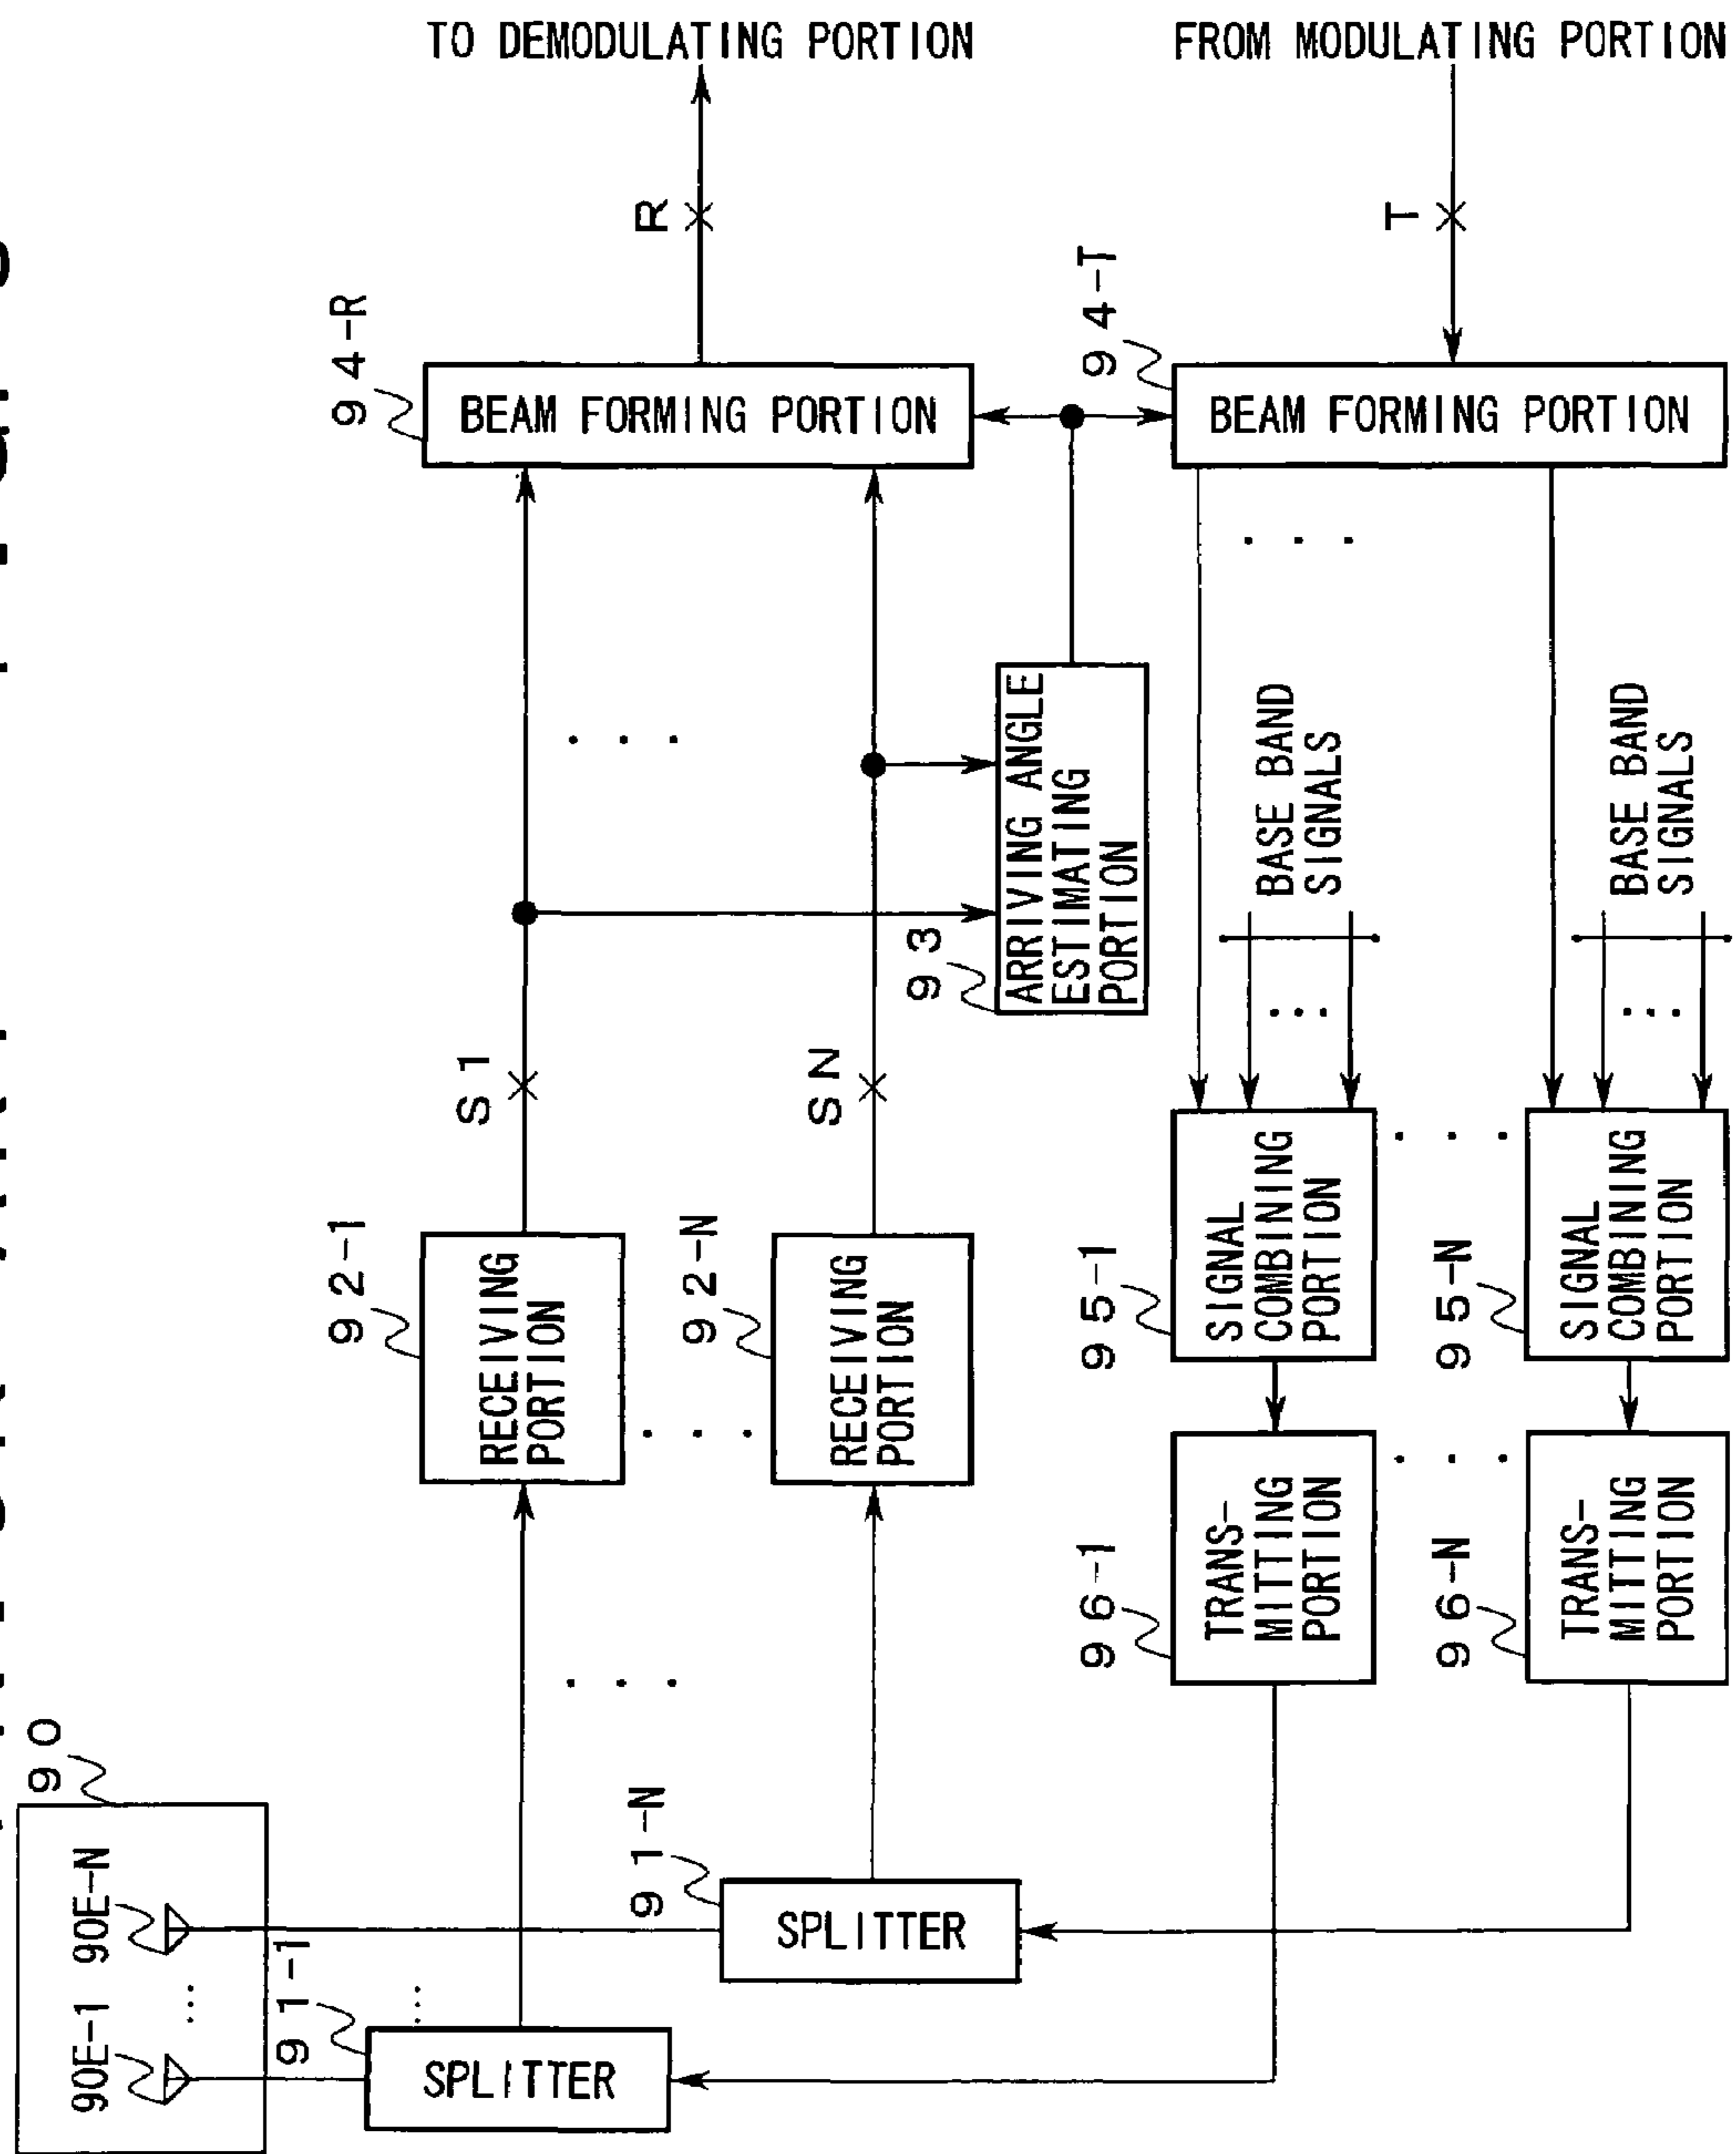 TO DEMODULATING PORTION
FROM MODULATING PORTION
R
T
94-R
94-T
BEAM FORMING PORTION
BEAM FORMING PORTION
. . .
. . .
ARRIVING ANGLE
ESTIMATING
PORTION
93
BASE BAND
SIGNALS
BASE BAND
SIGNALS
...
...
S1
SN
92-1
RECEIVING
PORTION
92-N
RECEIVING
PORTION
. . .
95-1
SIGNAL
COMBINING
PORTION
95-N
SIGNAL
COMBINING
PORTION
. . .
96-1
TRANS-
MITTING
PORTION
96-N
TRANS-
MITTING
PORTION
. . .
. . .
90
90E-1
...
90E-N
91-1
...
SPLITTER
91-N
SPLITTER